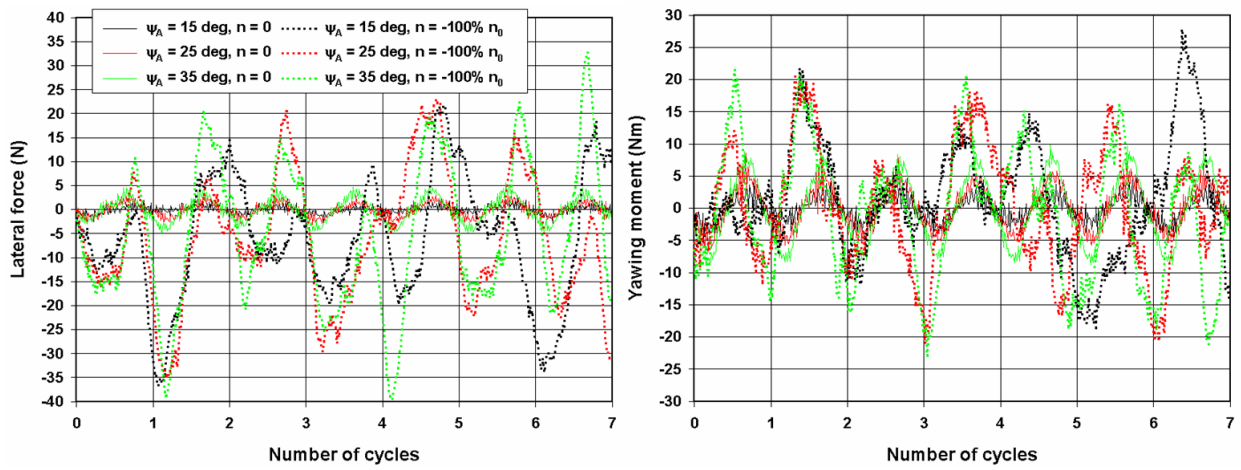 Lateral force (N)
40
35
30
25
20
15
10
5
0
-5
-10
-15
-20
-25
-30
-35
-40
ψA = 15 deg, n = 0
ψA = 15 deg, n = -100% n0
ψA = 25 deg, n = 0
ψA = 25 deg, n = -100% n0
ψA = 35 deg, n = 0
ψA = 35 deg, n = -100% n0
0 1 2 3 4 5 6 7
Number of cycles
Yawing moment (Nm)
30
25
20
15
10
5
0
-5
-10
-15
-20
-25
-30
0 1 2 3 4 5 6 7
Number of cycles